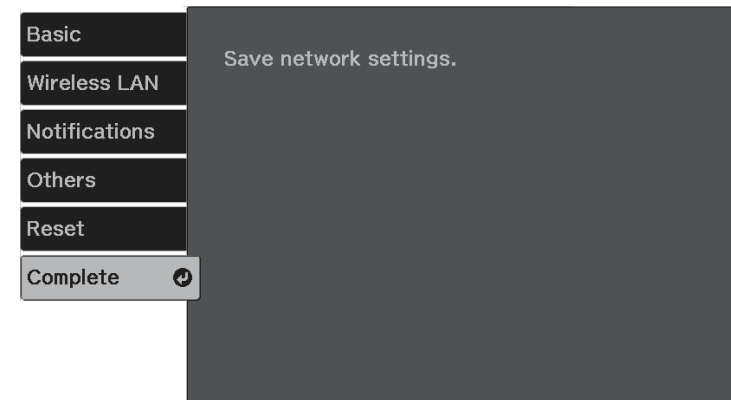 Basic
Wireless LAN
Notifications
Others
Reset
Complete
Save network settings.